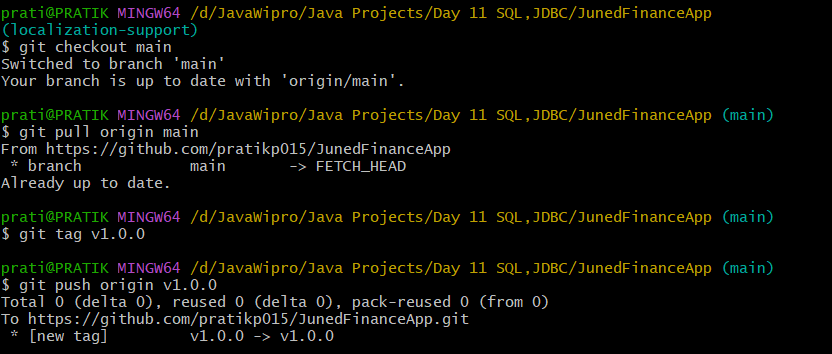 prati@PRATIK MINGW64 /d/JavaWipro/Java Projects/Day 11 SQL,JDBC/JunedFinanceApp
(localization-support)
$ git checkout main
Switched to branch 'main'
Your branch is up to date with 'origin/main'.
prati@PRATIK MINGW64 /d/JavaWipro/Java Projects/Day 11 SQL,JDBC/JunedFinanceApp (main)
$ git pull origin main
From https://github.com/pratikp015/JunedFinanceApp
 * branch            main       -> FETCH_HEAD
Already up to date.
prati@PRATIK MINGW64 /d/JavaWipro/Java Projects/Day 11 SQL,JDBC/JunedFinanceApp (main)
$ git tag v1.0.0
prati@PRATIK MINGW64 /d/JavaWipro/Java Projects/Day 11 SQL,JDBC/JunedFinanceApp (main)
$ git push origin v1.0.0
Total 0 (delta 0), reused 0 (delta 0), pack-reused 0 (from 0)
To https://github.com/pratikp015/JunedFinanceApp.git
 * [new tag]         v1.0.0 -> v1.0.0